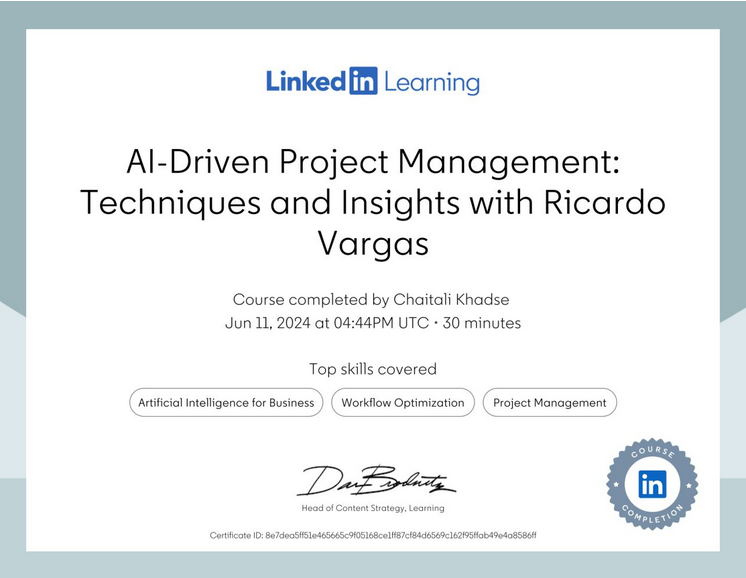 Linked in Learning
AI-Driven Project Management:
Techniques and Insights with Ricardo
Vargas
Course completed by Chaitali Khadse
Jun 11, 2024 at 04:44PM UTC • 30 minutes
Top skills covered
Artificial Intelligence for Business Workflow Optimization Project Management
Head of Content Strategy, Learning
COURSE
in
COMPLETION
Certificate ID: 8e7dea5ff51e465665c9f05168ce1ff87cf84d6569c162f95ffab49e4a8586ff